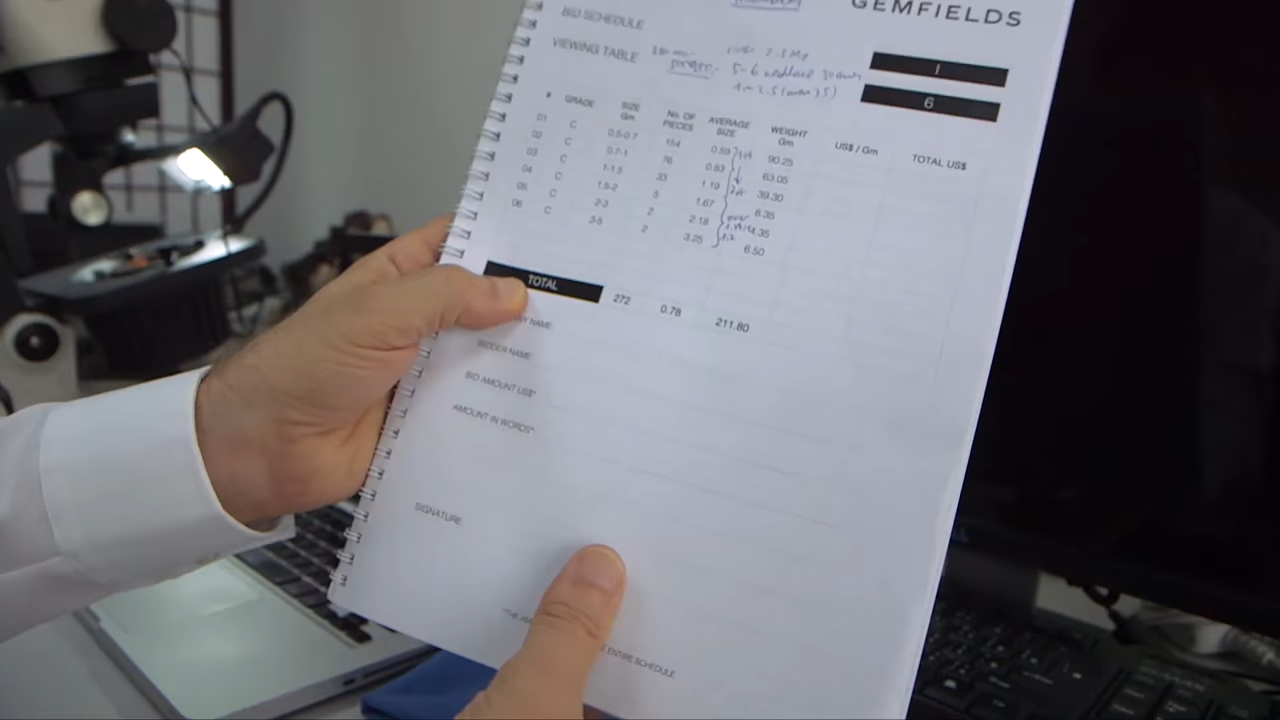 GEMFIELDS
BID SCHEDULE
1
VIEWING TABLE
6
# GRADE SIZE Gm No. OF PIECES AVERAGE SIZE WEIGHT Gm US$ / Gm TOTAL US$
01 C 0.5-0.7 154 0.59 90.25
02 C 0.7-1 76 0.83 63.05
03 C 1-1.5 33 1.19 39.30
04 C 1.5-2 5 1.67 8.35
05 C 2-3 2 2.18 4.35
06 C 3-5 2 3.25 6.50
TOTAL 272 0.78 211.80
NY NAME
BIDDER NAME
BID AMOUNT US$*
AMOUNT IN WORDS*
SIGNATURE
*THE AM
ENTIRE SCHEDULE